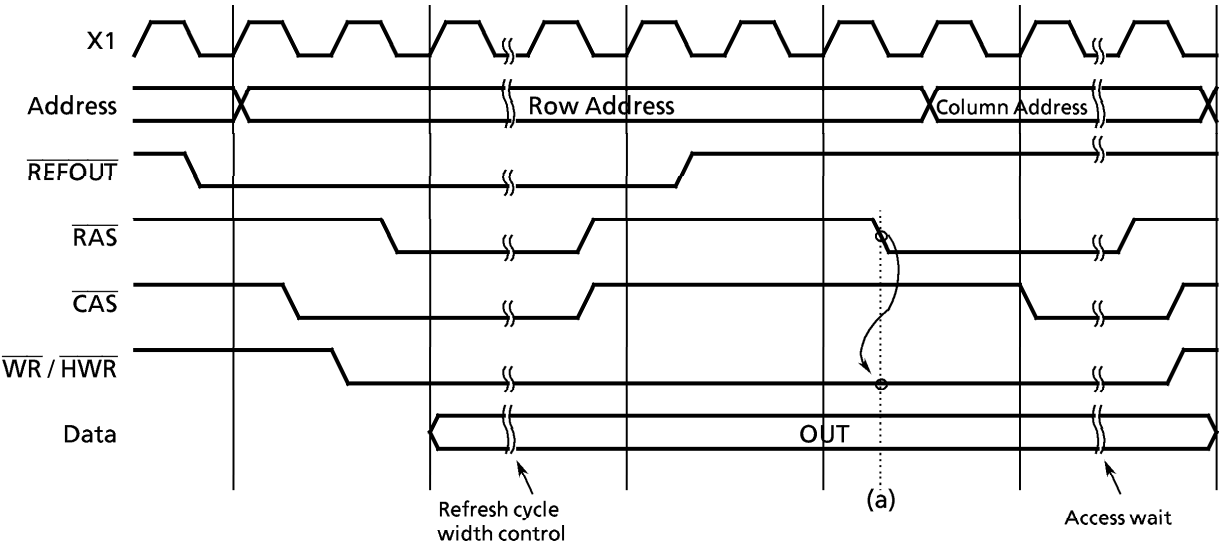 X1
Address
Row Address
Column Address
REFOUT
RAS
CAS
WR / HWR
Data
OUT
(a)
Refresh cycle
width control
Access wait